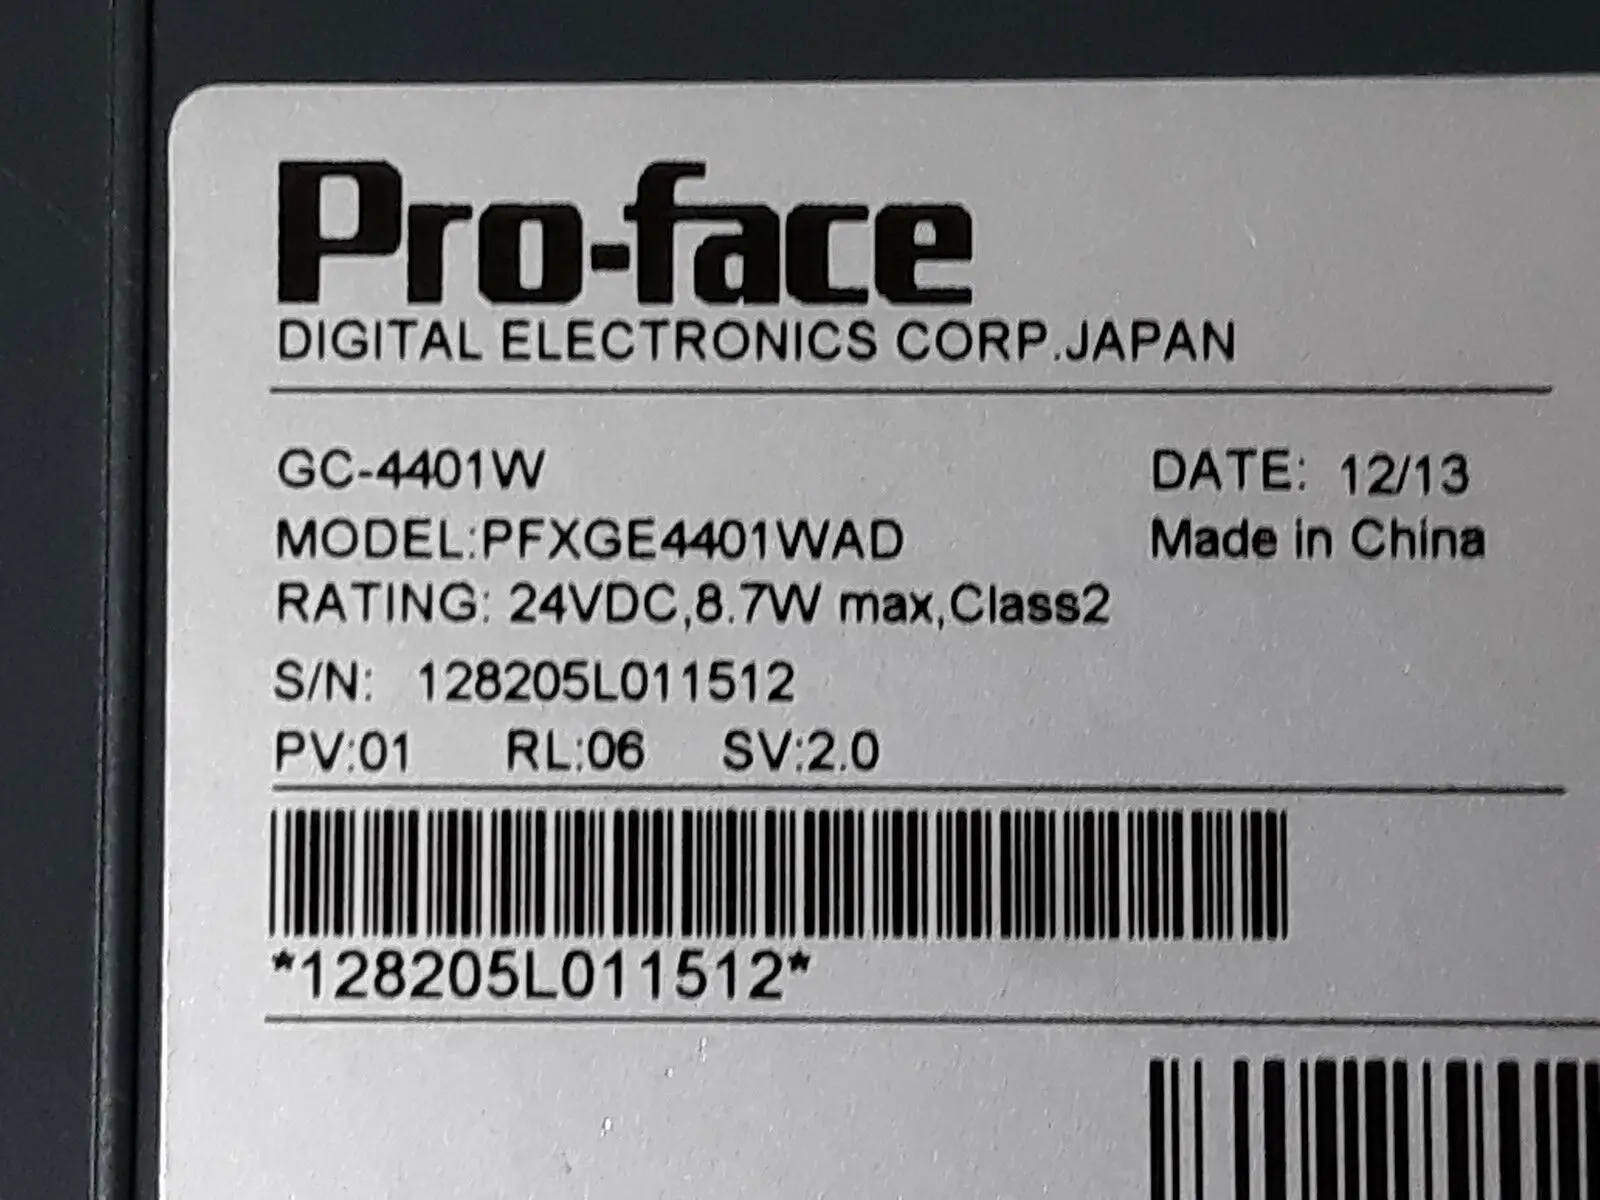 Pro-face
DIGITAL ELECTRONICS CORP.JAPAN
GC-4401W
DATE: 12/13
MODEL:PFXGE4401WAD
Made in China
RATING: 24VDC,8.7W max,Class2
S/N: 128205L011512
PV:01 RL:06 SV:2.0
*128205L011512*